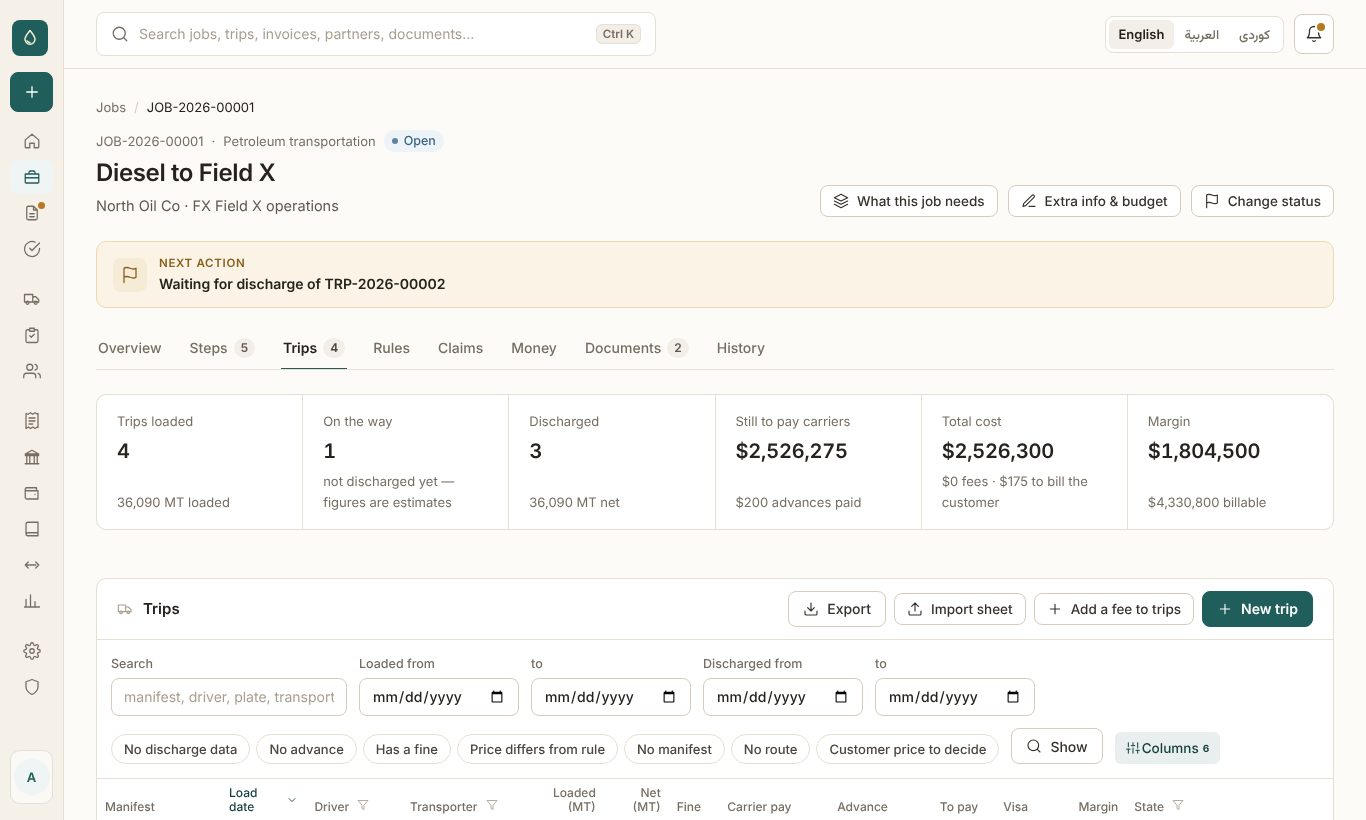 Search jobs, trips, invoices, partners, documents...
Ctrl K
English
العربية
کوردی
Jobs / JOB-2026-00001
JOB-2026-00001 · Petroleum transportation
Open
Diesel to Field X
North Oil Co · FX Field X operations
What this job needs
Extra info & budget
Change status
NEXT ACTION
Waiting for discharge of TRP-2026-00002
Overview
Steps 5
Trips 4
Rules
Claims
Money
Documents 2
History
Trips loaded
4
36,090 MT loaded
On the way
1
not discharged yet —
figures are estimates
Discharged
3
36,090 MT net
Still to pay carriers
$2,526,275
$200 advances paid
Total cost
$2,526,300
$0 fees · $175 to bill the
customer
Margin
$1,804,500
$4,330,800 billable
Trips
Export
Import sheet
Add a fee to trips
New trip
Search
manifest, driver, plate, transport
Loaded from
mm/dd/yyyy
to
mm/dd/yyyy
Discharged from
mm/dd/yyyy
to
mm/dd/yyyy
No discharge data
No advance
Has a fine
Price differs from rule
No manifest
No route
Customer price to decide
Show
Columns 6
Manifest
Load
date
Driver
Transporter
Loaded
(MT)
Net
(MT)
Fine
Carrier pay
Advance
To pay
Visa
Margin
State
A